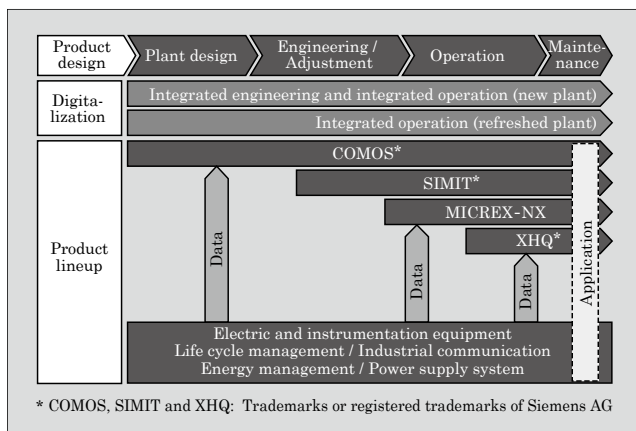 Product
design
Plant design
Engineering /
Adjustment
Operation
Mainte-
nance
Digita-
lization
Integrated engineering and integrated operation (new plant)
Integrated operation (refreshed plant)
Product
lineup
COMOS*
SIMIT*
MICREX-NX
XHQ*
Data
Data
Data
Application
Electric and instrumentation equipment
Life cycle management / Industrial communication
Energy management / Power supply system
* COMOS, SIMIT and XHQ: Trademarks or registered trademarks of Siemens AG